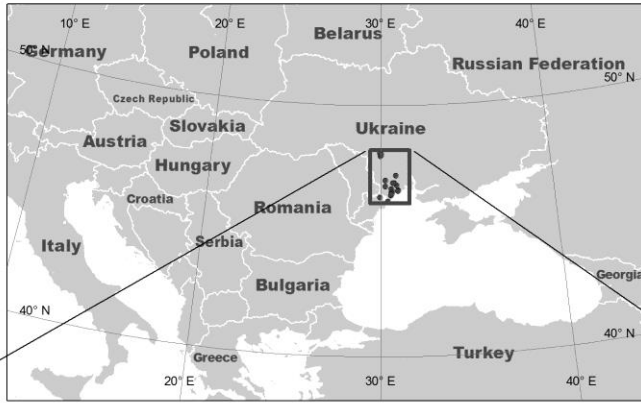 10° E
20° E
30° E
40° E
Belarus
50° N
Germany
Poland
Russian Federation
50° N
Czech Republic
Slovakia
Ukraine
Austria
Hungary
Croatia
Romania
Italy
Serbia
Georgia
Bulgaria
40° N
40° N
Greece
Turkey
20° E
30° E
40° E